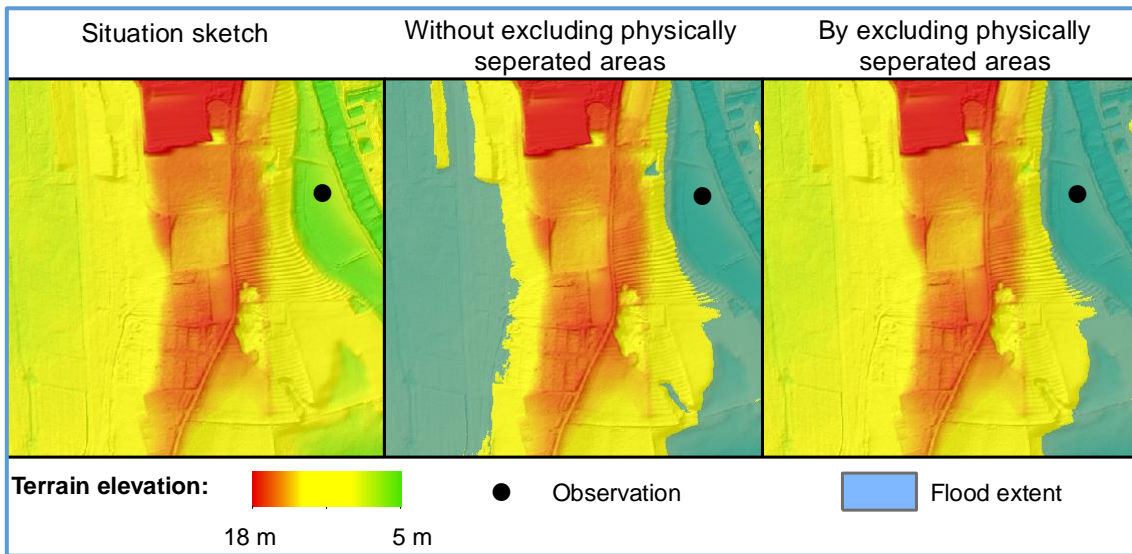 Situation sketch
Without excluding physically
seperated areas
By excluding physically
seperated areas
Terrain elevation:
18 m
5 m
Observation
Flood extent